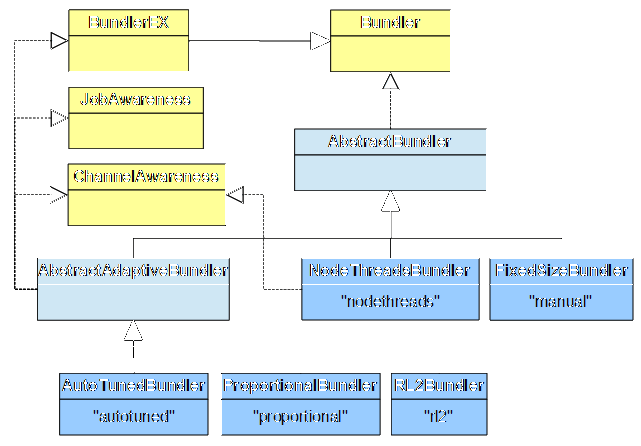 BundlerEX
Bundler
JobAwareness
AbstractBundler
ChannelAwareness
AbstractAdaptiveBundler
NodeThreadsBundler
FixedSizeBundler
"nodethreads"
"manual"
AutoTunedBundler
ProportionalBundler
RL2Bundler
"autotuned"
"proportional"
"rl2"